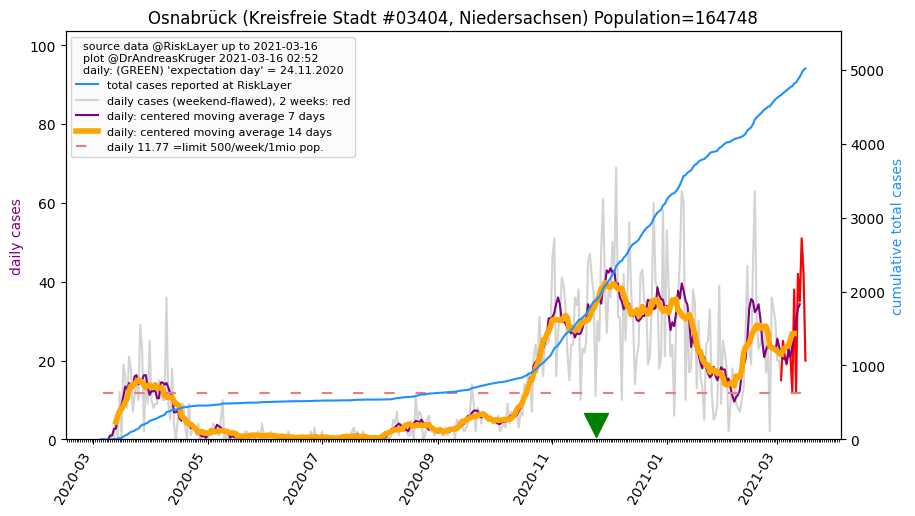 Osnabrück (Kreisfreie Stadt #03404, Niedersachsen) Population=164748
source data @RiskLayer up to 2021-03-16
plot @DrAndreasKruger 2021-03-16 02:52
daily: (GREEN) 'expectation day' = 24.11.2020
total cases reported at RiskLayer
daily cases (weekend-flawed), 2 weeks: red
daily: centered moving average 7 days
daily: centered moving average 14 days
daily 11.77 =limit 500/week/1mio pop.
daily cases
100
80
60
40
20
0
cumulative total cases
5000
4000
3000
2000
1000
0
2020-03
2020-05
2020-07
2020-09
2020-11
2021-01
2021-03